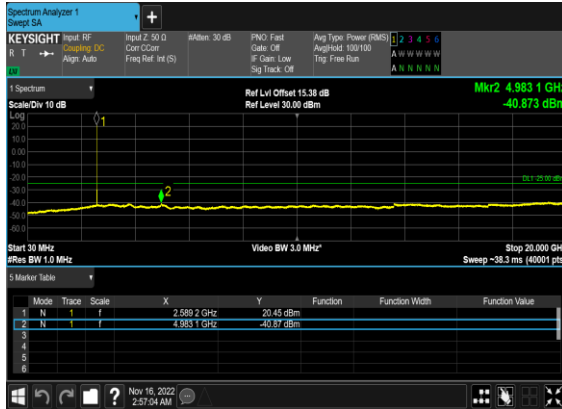 Spectrum Analyzer 1
Swept SA
+
KEYSIGHT Input: RF Input Z: 50 Ω #Atten: 30 dB PNO: Fast Avg Type: Power (RMS) 1 2 3 4 5 6
R T Coupling: DC Corr CCorr Gate: Off Avg|Hold: 100/100 A W W W W W
Align: Auto Freq Ref: Int (S) IF Gain: Low Trig: Free Run
Sig Track: Off A N N N N N
LU
1 Spectrum Ref Lvl Offset 15.38 dB Mkr2 4.983 1 GHz
Scale/Div 10 dB Ref Level 30.00 dBm -40.873 dBm
Log
20.0
10.0
0.00
-10.0
-20.0
-30.0
-40.0
-50.0
-60.0
1
2
DL1 -25.00 dBm
Start 30 MHz Video BW 3.0 MHz* Stop 20.000 GHz
#Res BW 1.0 MHz Sweep ~38.3 ms (40001 pts)
5 Marker Table
Mode Trace Scale X Y Function Function Width Function Value
1 N 1 f 2.589 2 GHz 20.45 dBm
2 N 1 f 4.983 1 GHz -40.87 dBm
3
4
5
6
? Nov 16, 2022
2:57:04 AM